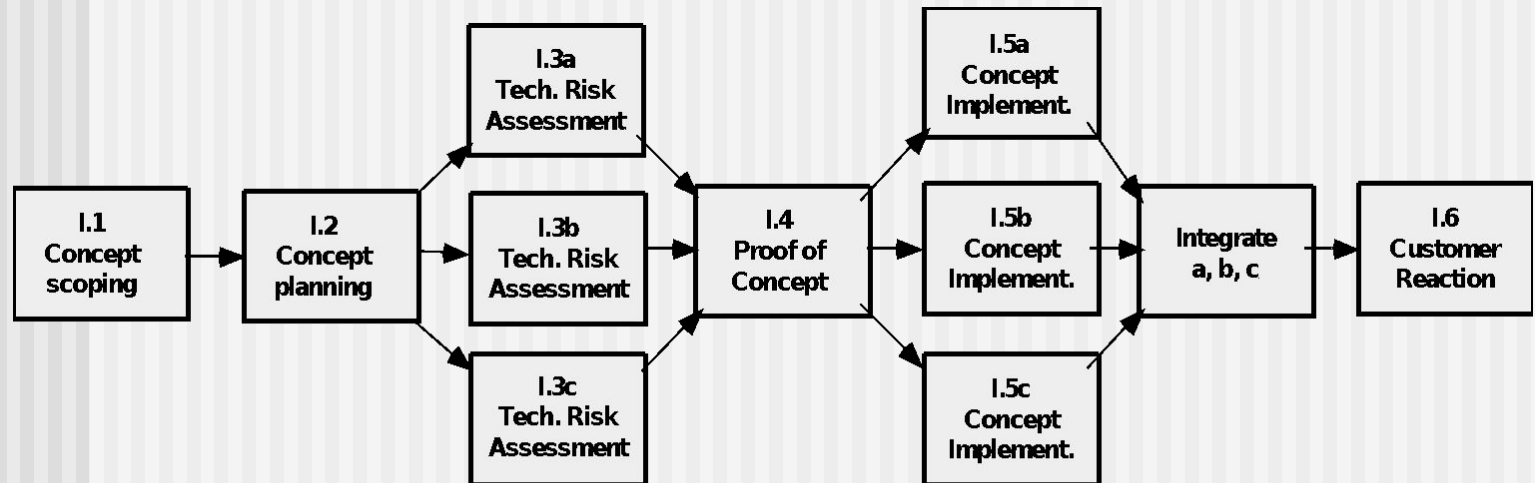 I.1
Concept
scoping
I.2
Concept
planning
I.3a
Tech. Risk
Assessment
I.3b
Tech. Risk
Assessment
I.3c
Tech. Risk
Assessment
I.4
Proof of
Concept
I.5a
Concept
Implement.
I.5b
Concept
Implement.
I.5c
Concept
Implement.
Integrate
a, b, c
I.6
Customer
Reaction